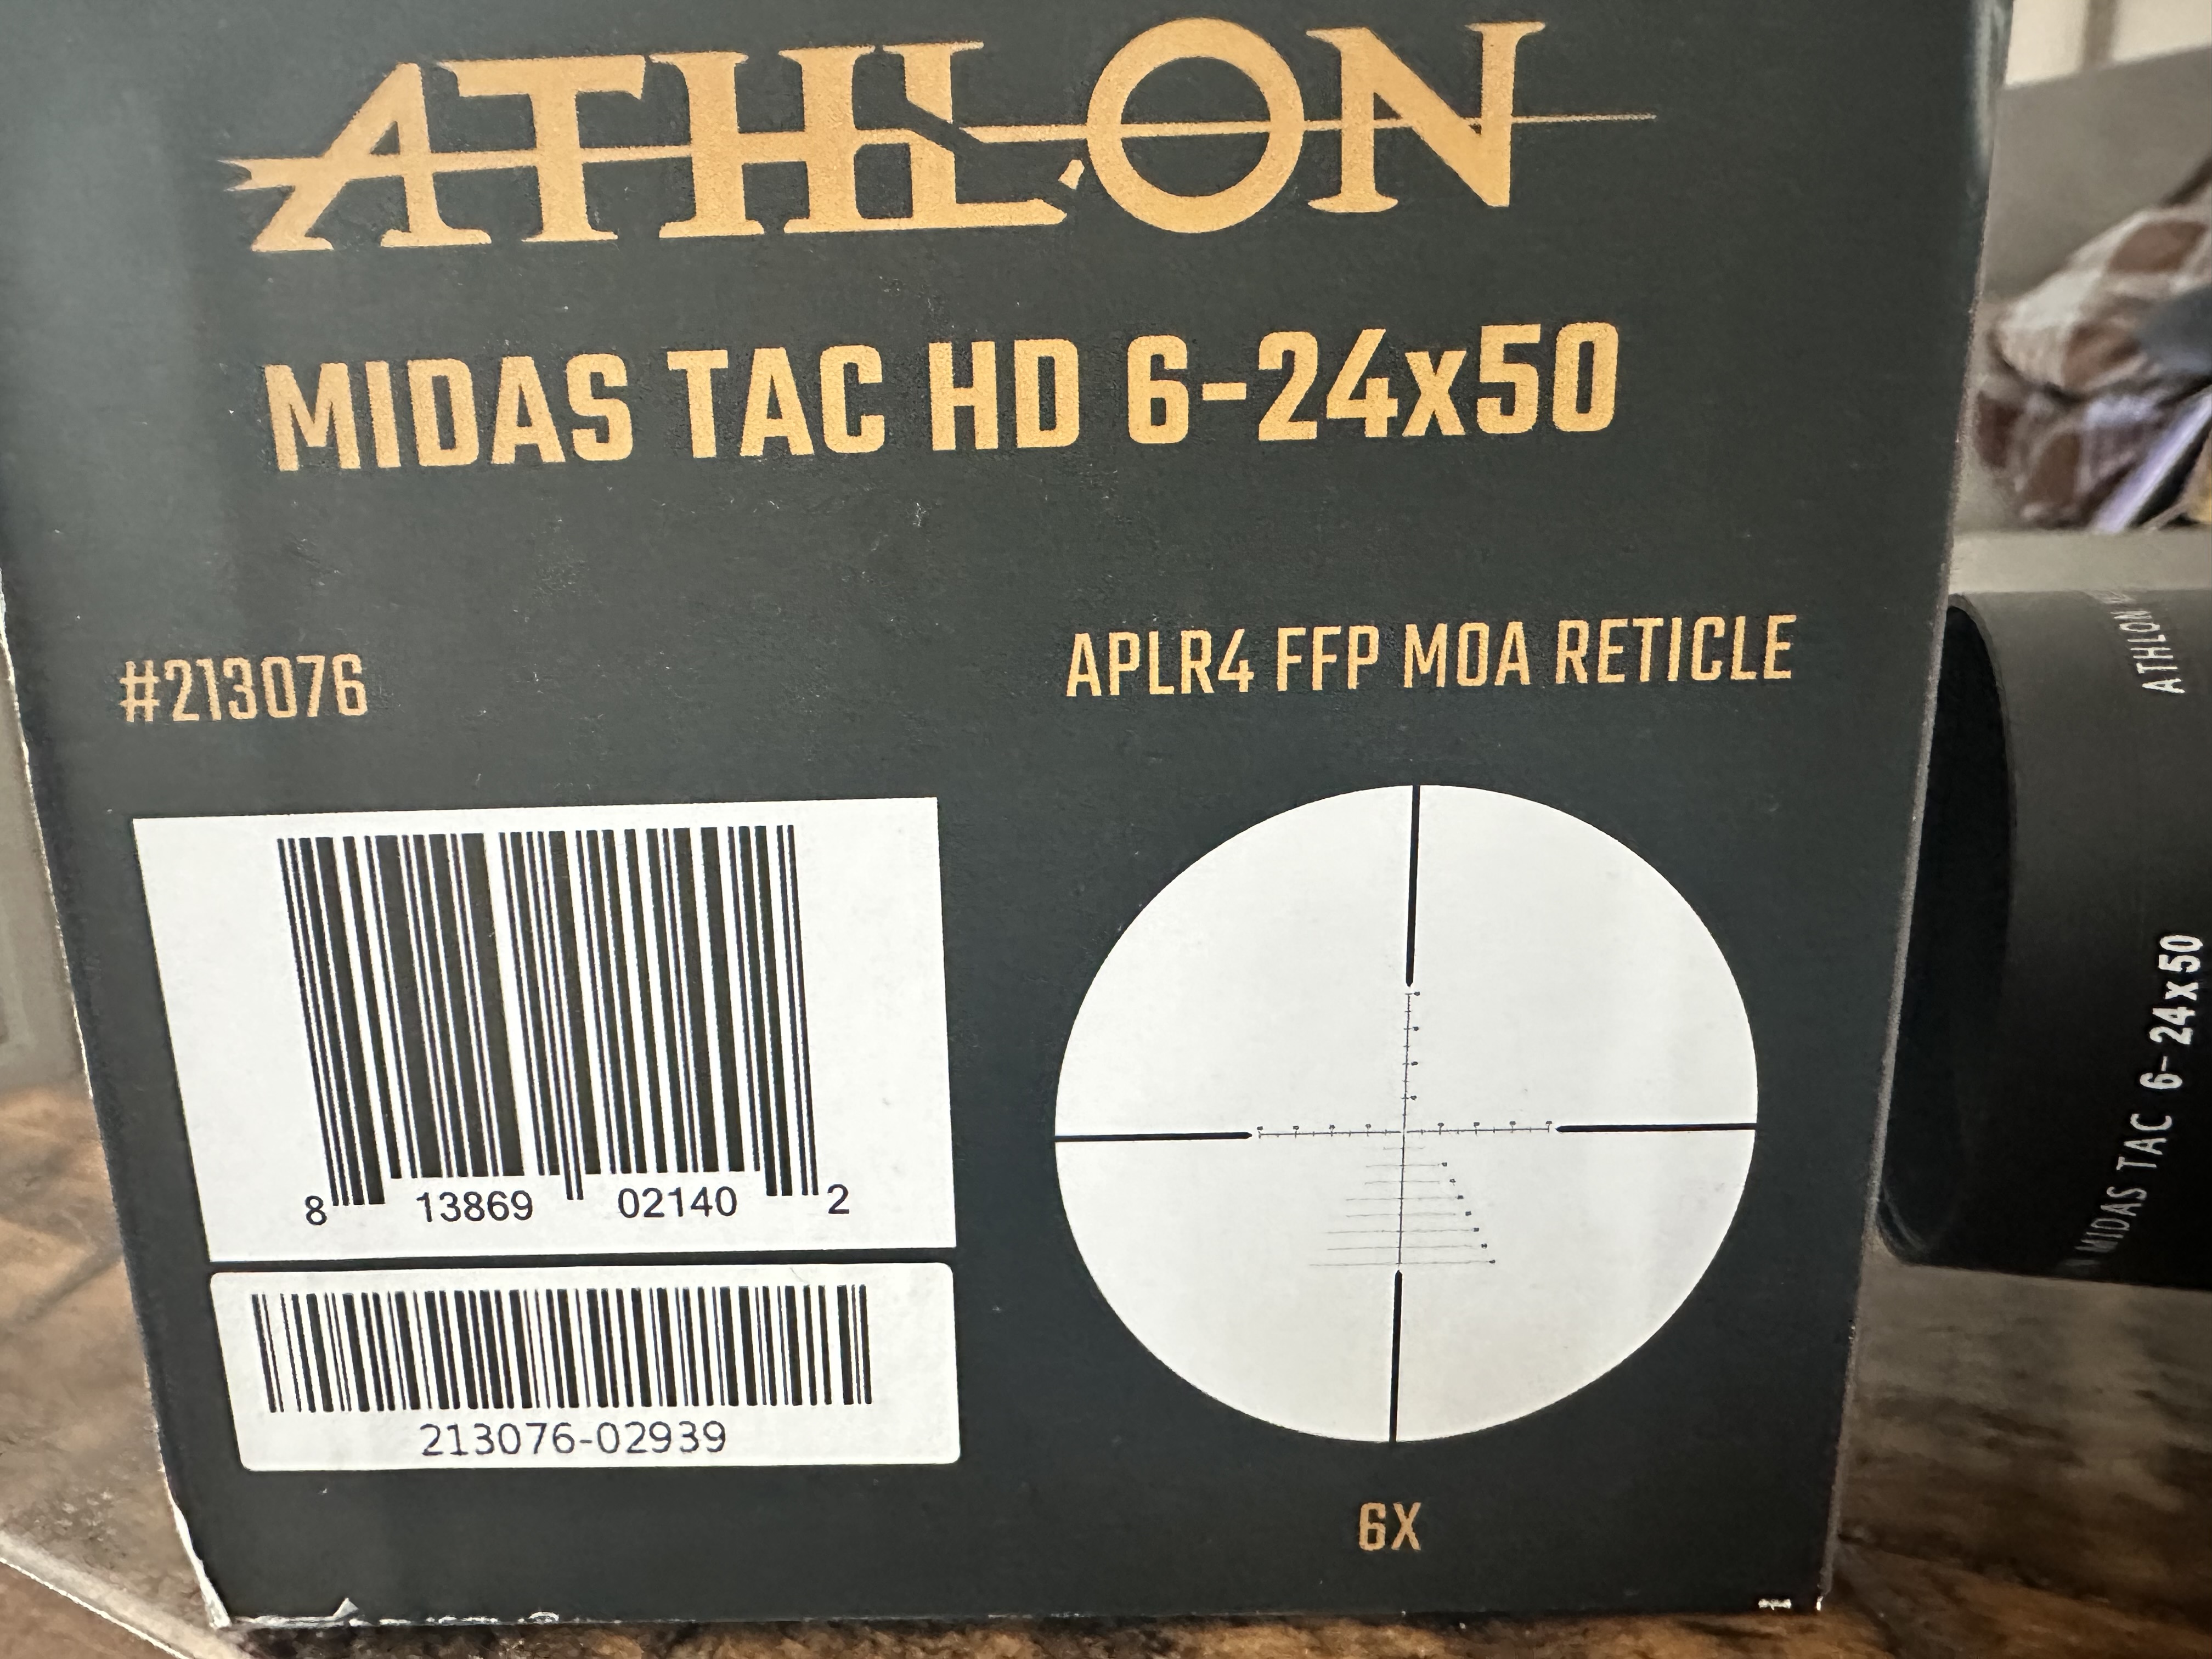 ATHLON
MIDAS TAC HD 6-24x50
#213076
APLR4 FFP MOA RETICLE
8 13869 02140 2
213076-02939
6X
ATHLON
MIDAS TAC 6-24x50